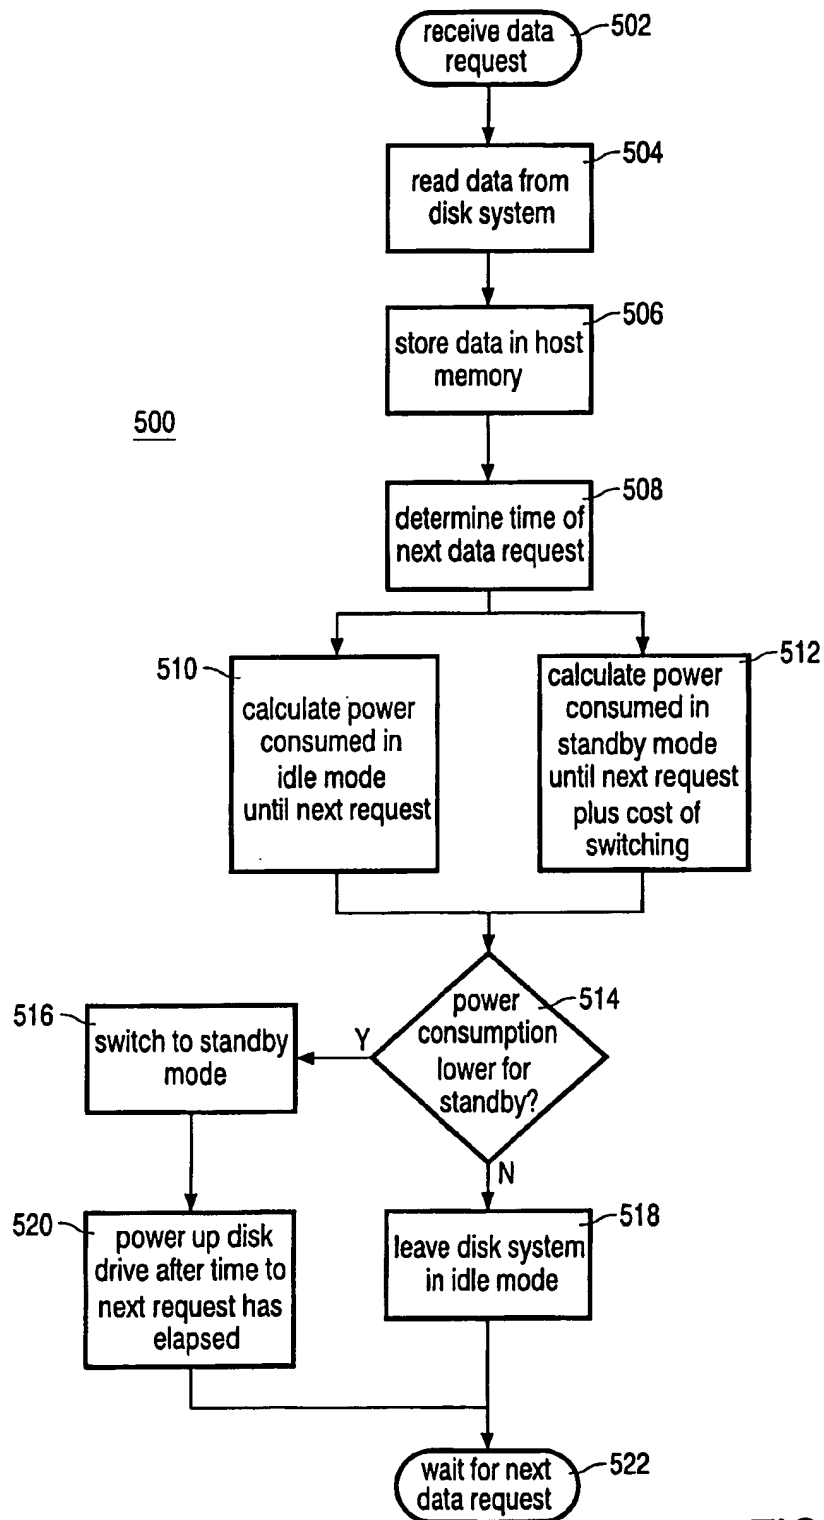 receive data
request
502
504
read data from
disk system
506
store data in host
memory
500
508
determine time of
next data request
510
calculate power
consumed in
idle mode
until next request
512
calculate power
consumed in
standby mode
until next request
plus cost of
switching
514
power
consumption
lower for
standby?
Y
N
516
switch to standby
mode
518
leave disk system
in idle mode
520
power up disk
drive after time to
next request has
elapsed
522
wait for next
data request